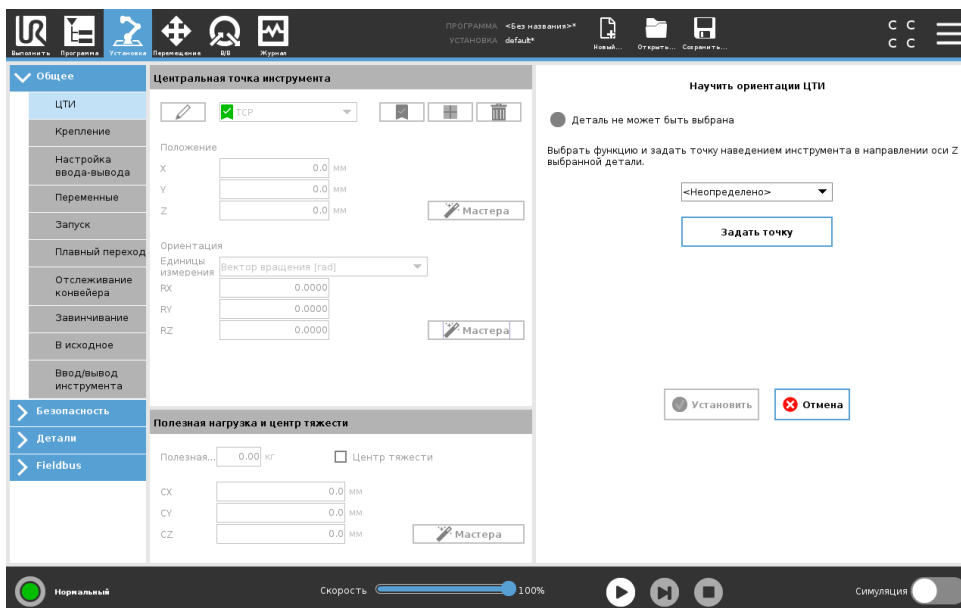 UR
Выполнить
Программа
Установка
Перемещение
В/В
Журнал
ПРОГРАММА <Без названия>*
УСТАНОВКА default*
Новый...
Открыть...
Сохранить...
C C
C C
Общее
ЦТИ
Крепление
Настройка
ввода-вывода
Переменные
Запуск
Плавный переход
Отслеживание
конвейера
Завинчивание
В исходное
Ввод/вывод
инструмента
Безопасность
Детали
Fieldbus
Центральная точка инструмента
TCP
Положение
X 0.0 мм
Y 0.0 мм
Z 0.0 мм
Мастера
Ориентация
Единицы
измерения
Вектор вращения [rad]
RX 0.0000
RY 0.0000
RZ 0.0000
Мастера
Полезная нагрузка и центр тяжести
Полезная... 0.00 кг
Центр тяжести
CX 0.0 мм
CY 0.0 мм
CZ 0.0 мм
Мастера
Научить ориентации ЦТИ
Деталь не может быть выбрана
Выбрать функцию и задать точку наведением инструмента в направлении оси Z
выбранной детали.
<Неопределено>
Задать точку
Установить
Отмена
Нормальный
Скорость
100%
Симуляция